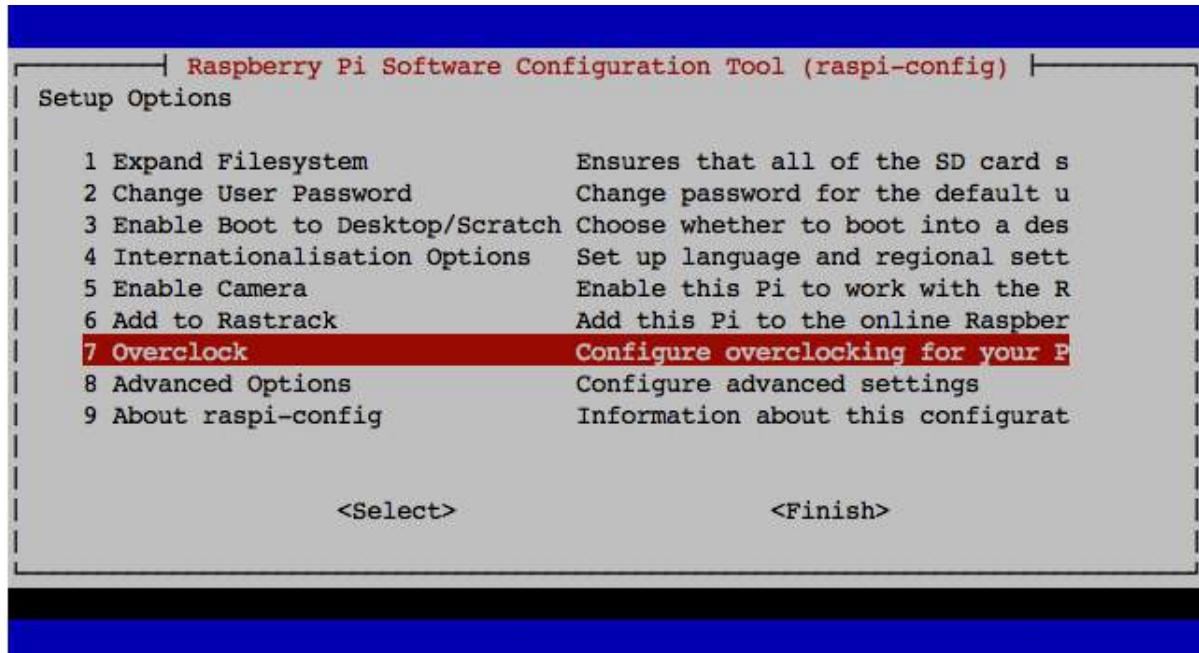 Raspberry Pi Software Configuration Tool (raspi-config)
Setup Options
1 Expand Filesystem Ensures that all of the SD card s
2 Change User Password Change password for the default u
3 Enable Boot to Desktop/Scratch Choose whether to boot into a des
4 Internationalisation Options Set up language and regional sett
5 Enable Camera Enable this Pi to work with the R
6 Add to Rastrack Add this Pi to the online Raspber
7 Overclock Configure overclocking for your P
8 Advanced Options Configure advanced settings
9 About raspi-config Information about this configurat
<Select> <Finish>